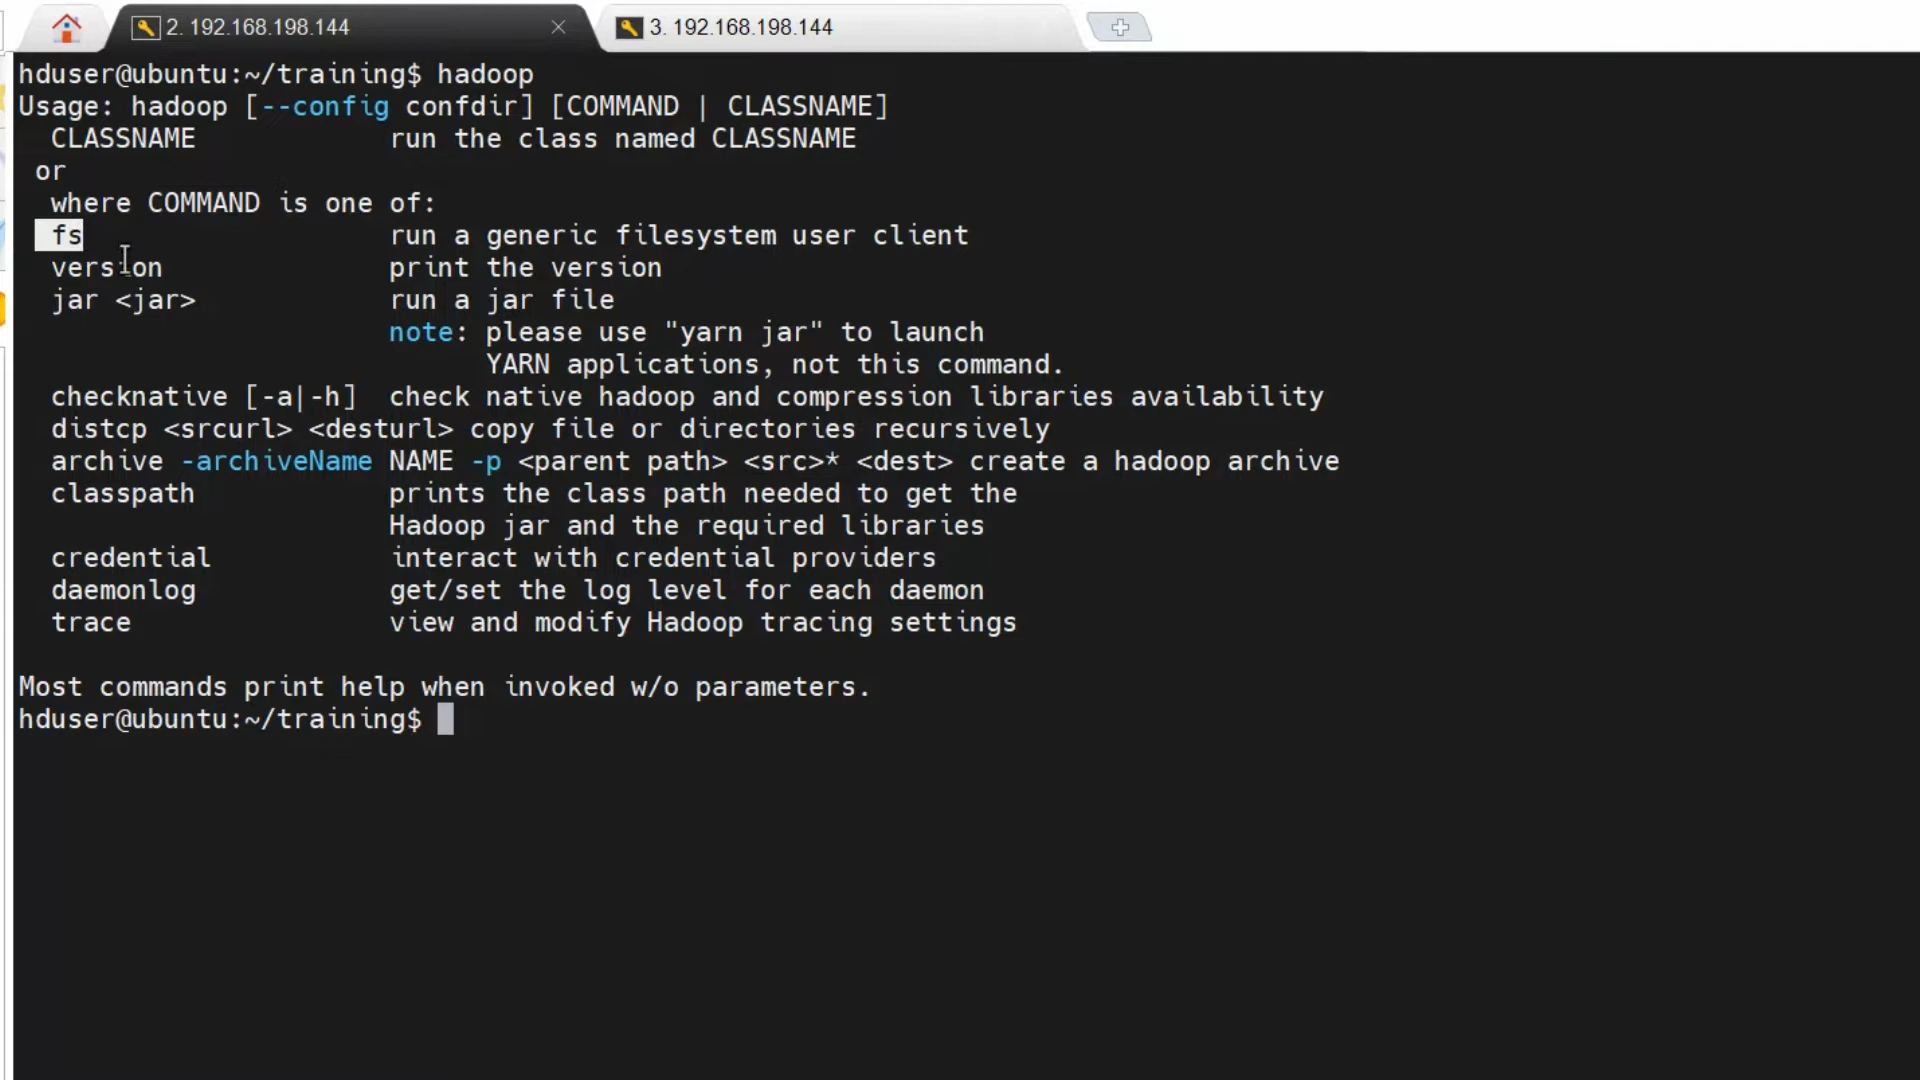 2. 192.168.198.144
3. 192.168.198.144
hduser@ubuntu:~/training$ hadoop
Usage: hadoop [--config confdir] [COMMAND | CLASSNAME]
  CLASSNAME            run the class named CLASSNAME
 or
  where COMMAND is one of:
  fs                   run a generic filesystem user client
  version              print the version
  jar <jar>            run a jar file
                       note: please use "yarn jar" to launch
                             YARN applications, not this command.
  checknative [-a|-h]  check native hadoop and compression libraries availability
  distcp <srcurl> <desturl> copy file or directories recursively
  archive -archiveName NAME -p <parent path> <src>* <dest> create a hadoop archive
  classpath            prints the class path needed to get the
                       Hadoop jar and the required libraries
  credential           interact with credential providers
  daemonlog            get/set the log level for each daemon
  trace                view and modify Hadoop tracing settings
Most commands print help when invoked w/o parameters.
hduser@ubuntu:~/training$